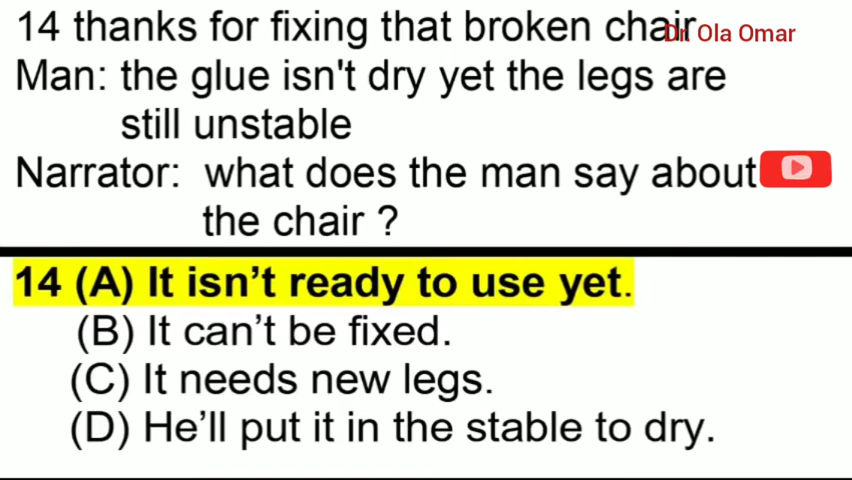 14 thanks for fixing that broken chair
Dr. Ola Omar
Man: the glue isn't dry yet the legs are
still unstable
Narrator: what does the man say about
the chair ?
14 (A) It isn’t ready to use yet.
(B) It can’t be fixed.
(C) It needs new legs.
(D) He’ll put it in the stable to dry.